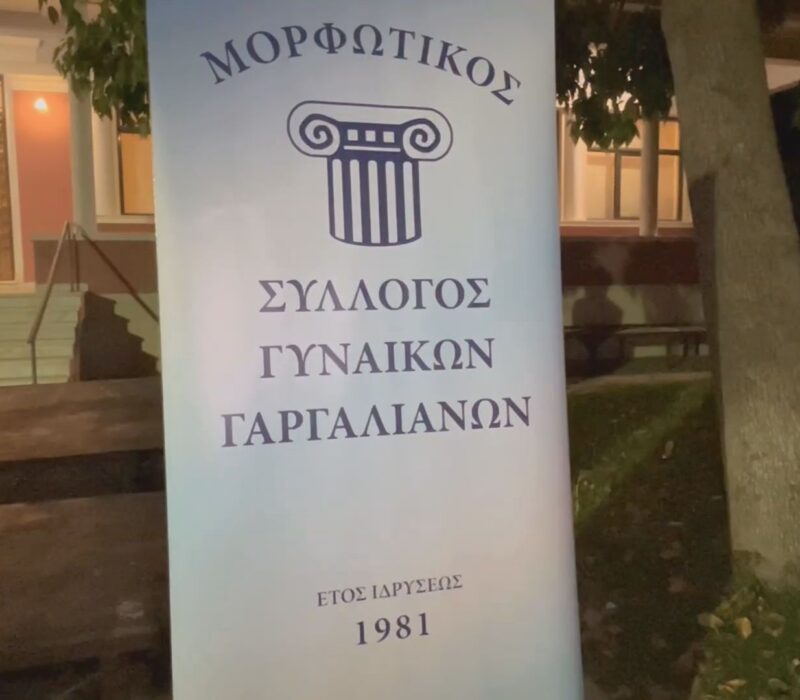 ΜΟΡΦΩΤΙΚΟΣ
ΣΥΛΛΟΓΟΣ
ΓΥΝΑΙΚΩΝ
ΓΑΡΓΑΛΙΑΝΩΝ
ΕΤΟΣ ΙΔΡΥΣΕΩΣ
1981